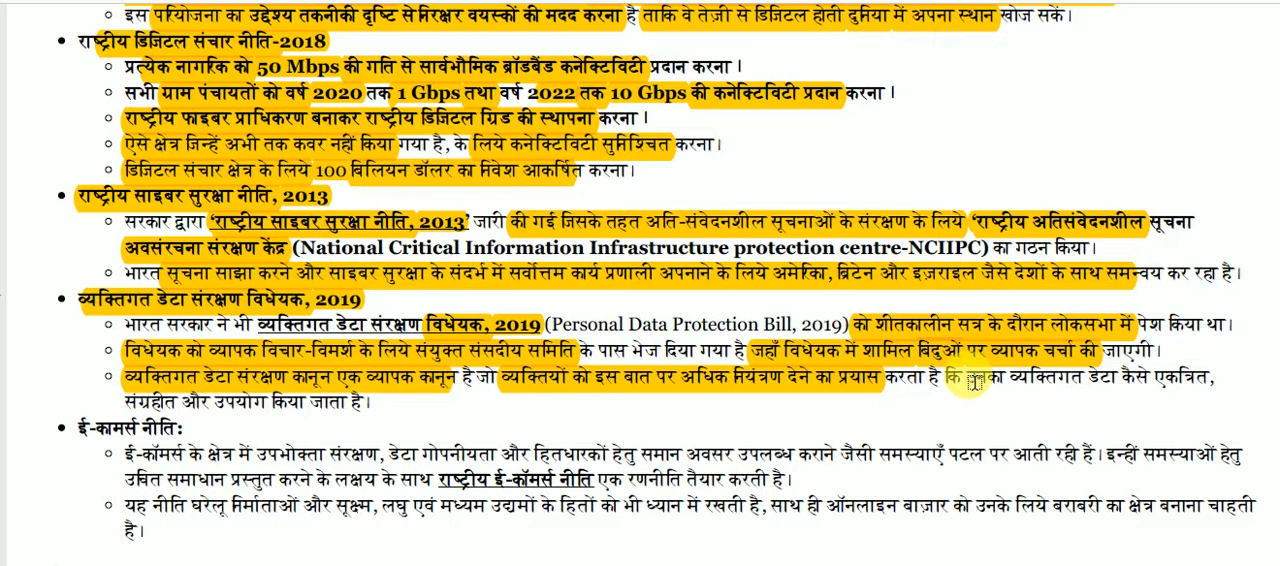 इस परियोजना का उद्देश्य तकनीकी दृष्टि से निरक्षर वयस्कों की मदद करना है ताकि वे तेज़ी से डिजिटल होती दुनिया में अपना स्थान खोज सकें।
राष्ट्रीय डिजिटल संचार नीति-2018
प्रत्येक नागरिक को 50 Mbps की गति से सार्वभौमिक ब्रॉडबैंड कनेक्टिविटी प्रदान करना।
सभी ग्राम पंचायतों को वर्ष 2020 तक 1 Gbps तथा वर्ष 2022 तक 10 Gbps की कनेक्टिविटी प्रदान करना।
राष्ट्रीय फाइबर प्राधिकरण बनाकर राष्ट्रीय डिजिटल ग्रिड की स्थापना करना।
ऐसे क्षेत्र जिन्हें अभी तक कवर नहीं किया गया है, के लिये कनेक्टिविटी सुनिश्चित करना।
डिजिटल संचार क्षेत्र के लिये 100 बिलियन डॉलर का निवेश आकर्षित करना।
राष्ट्रीय साइबर सुरक्षा नीति, 2013
सरकार द्वारा ‘राष्ट्रीय साइबर सुरक्षा नीति, 2013’ जारी की गई जिसके तहत अति-संवेदनशील सूचनाओं के संरक्षण के लिये ‘राष्ट्रीय अतिसंवेदनशील सूचना
अवसंरचना संरक्षण केंद्र (National Critical Information Infrastructure protection centre-NCIIPC) का गठन किया।
भारत सूचना साझा करने और साइबर सुरक्षा के संदर्भ में सर्वोत्तम कार्य प्रणाली अपनाने के लिये अमेरिका, ब्रिटेन और इज़राइल जैसे देशों के साथ समन्वय कर रहा है।
व्यक्तिगत डेटा संरक्षण विधेयक, 2019
भारत सरकार ने भी व्यक्तिगत डेटा संरक्षण विधेयक, 2019 (Personal Data Protection Bill, 2019) को शीतकालीन सत्र के दौरान लोकसभा में पेश किया था।
विधेयक को व्यापक विचार-विमर्श के लिये संयुक्त संसदीय समिति के पास भेज दिया गया है जहाँ विधेयक में शामिल बिंदुओं पर व्यापक चर्चा की जाएगी।
व्यक्तिगत डेटा संरक्षण कानून एक व्यापक कानून है जो व्यक्तियों को इस बात पर अधिक नियंत्रण देने का प्रयास करता है कि उनका व्यक्तिगत डेटा कैसे एकत्रित,
संग्रहीत और उपयोग किया जाता है।
ई-कामर्स नीति:
ई-कॉमर्स के क्षेत्र में उपभोक्ता संरक्षण, डेटा गोपनीयता और हितधारकों हेतु समान अवसर उपलब्ध कराने जैसी समस्याएँ पटल पर आती रही हैं। इन्हीं समस्याओं हेतु
उचित समाधान प्रस्तुत करने के लक्षय के साथ राष्ट्रीय ई-कॉमर्स नीति एक रणनीति तैयार करती है।
यह नीति घरेलू निर्माताओं और सूक्ष्म, लघु एवं मध्यम उद्यमों के हितों को भी ध्यान में रखती है, साथ ही ऑनलाइन बाज़ार को उनके लिये बराबरी का क्षेत्र बनाना चाहती
है।